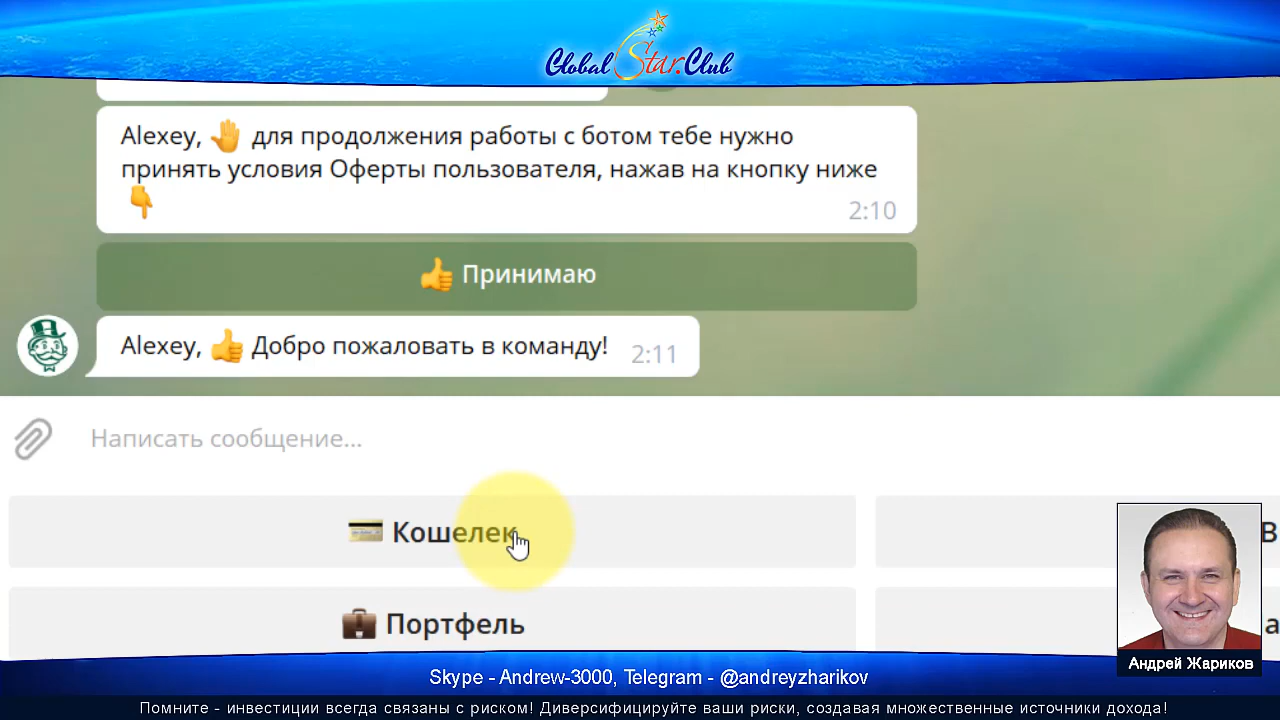 Global Star.Club
Alexey, 🤚 для продолжения работы с ботом тебе нужно
принять условия Оферты пользователя, нажав на кнопку ниже
👇
2:10
👍 Принимаю
Alexey, 👍 Добро пожаловать в команду!
2:11
Написать сообщение...
💳 Кошелек
В
💼 Портфель
а
Андрей Жариков
Skype - Andrew-3000, Telegram - @andreyzharikov
Помните - инвестиции всегда связаны с риском! Диверсифицируйте ваши риски, создавая множественные источники дохода!